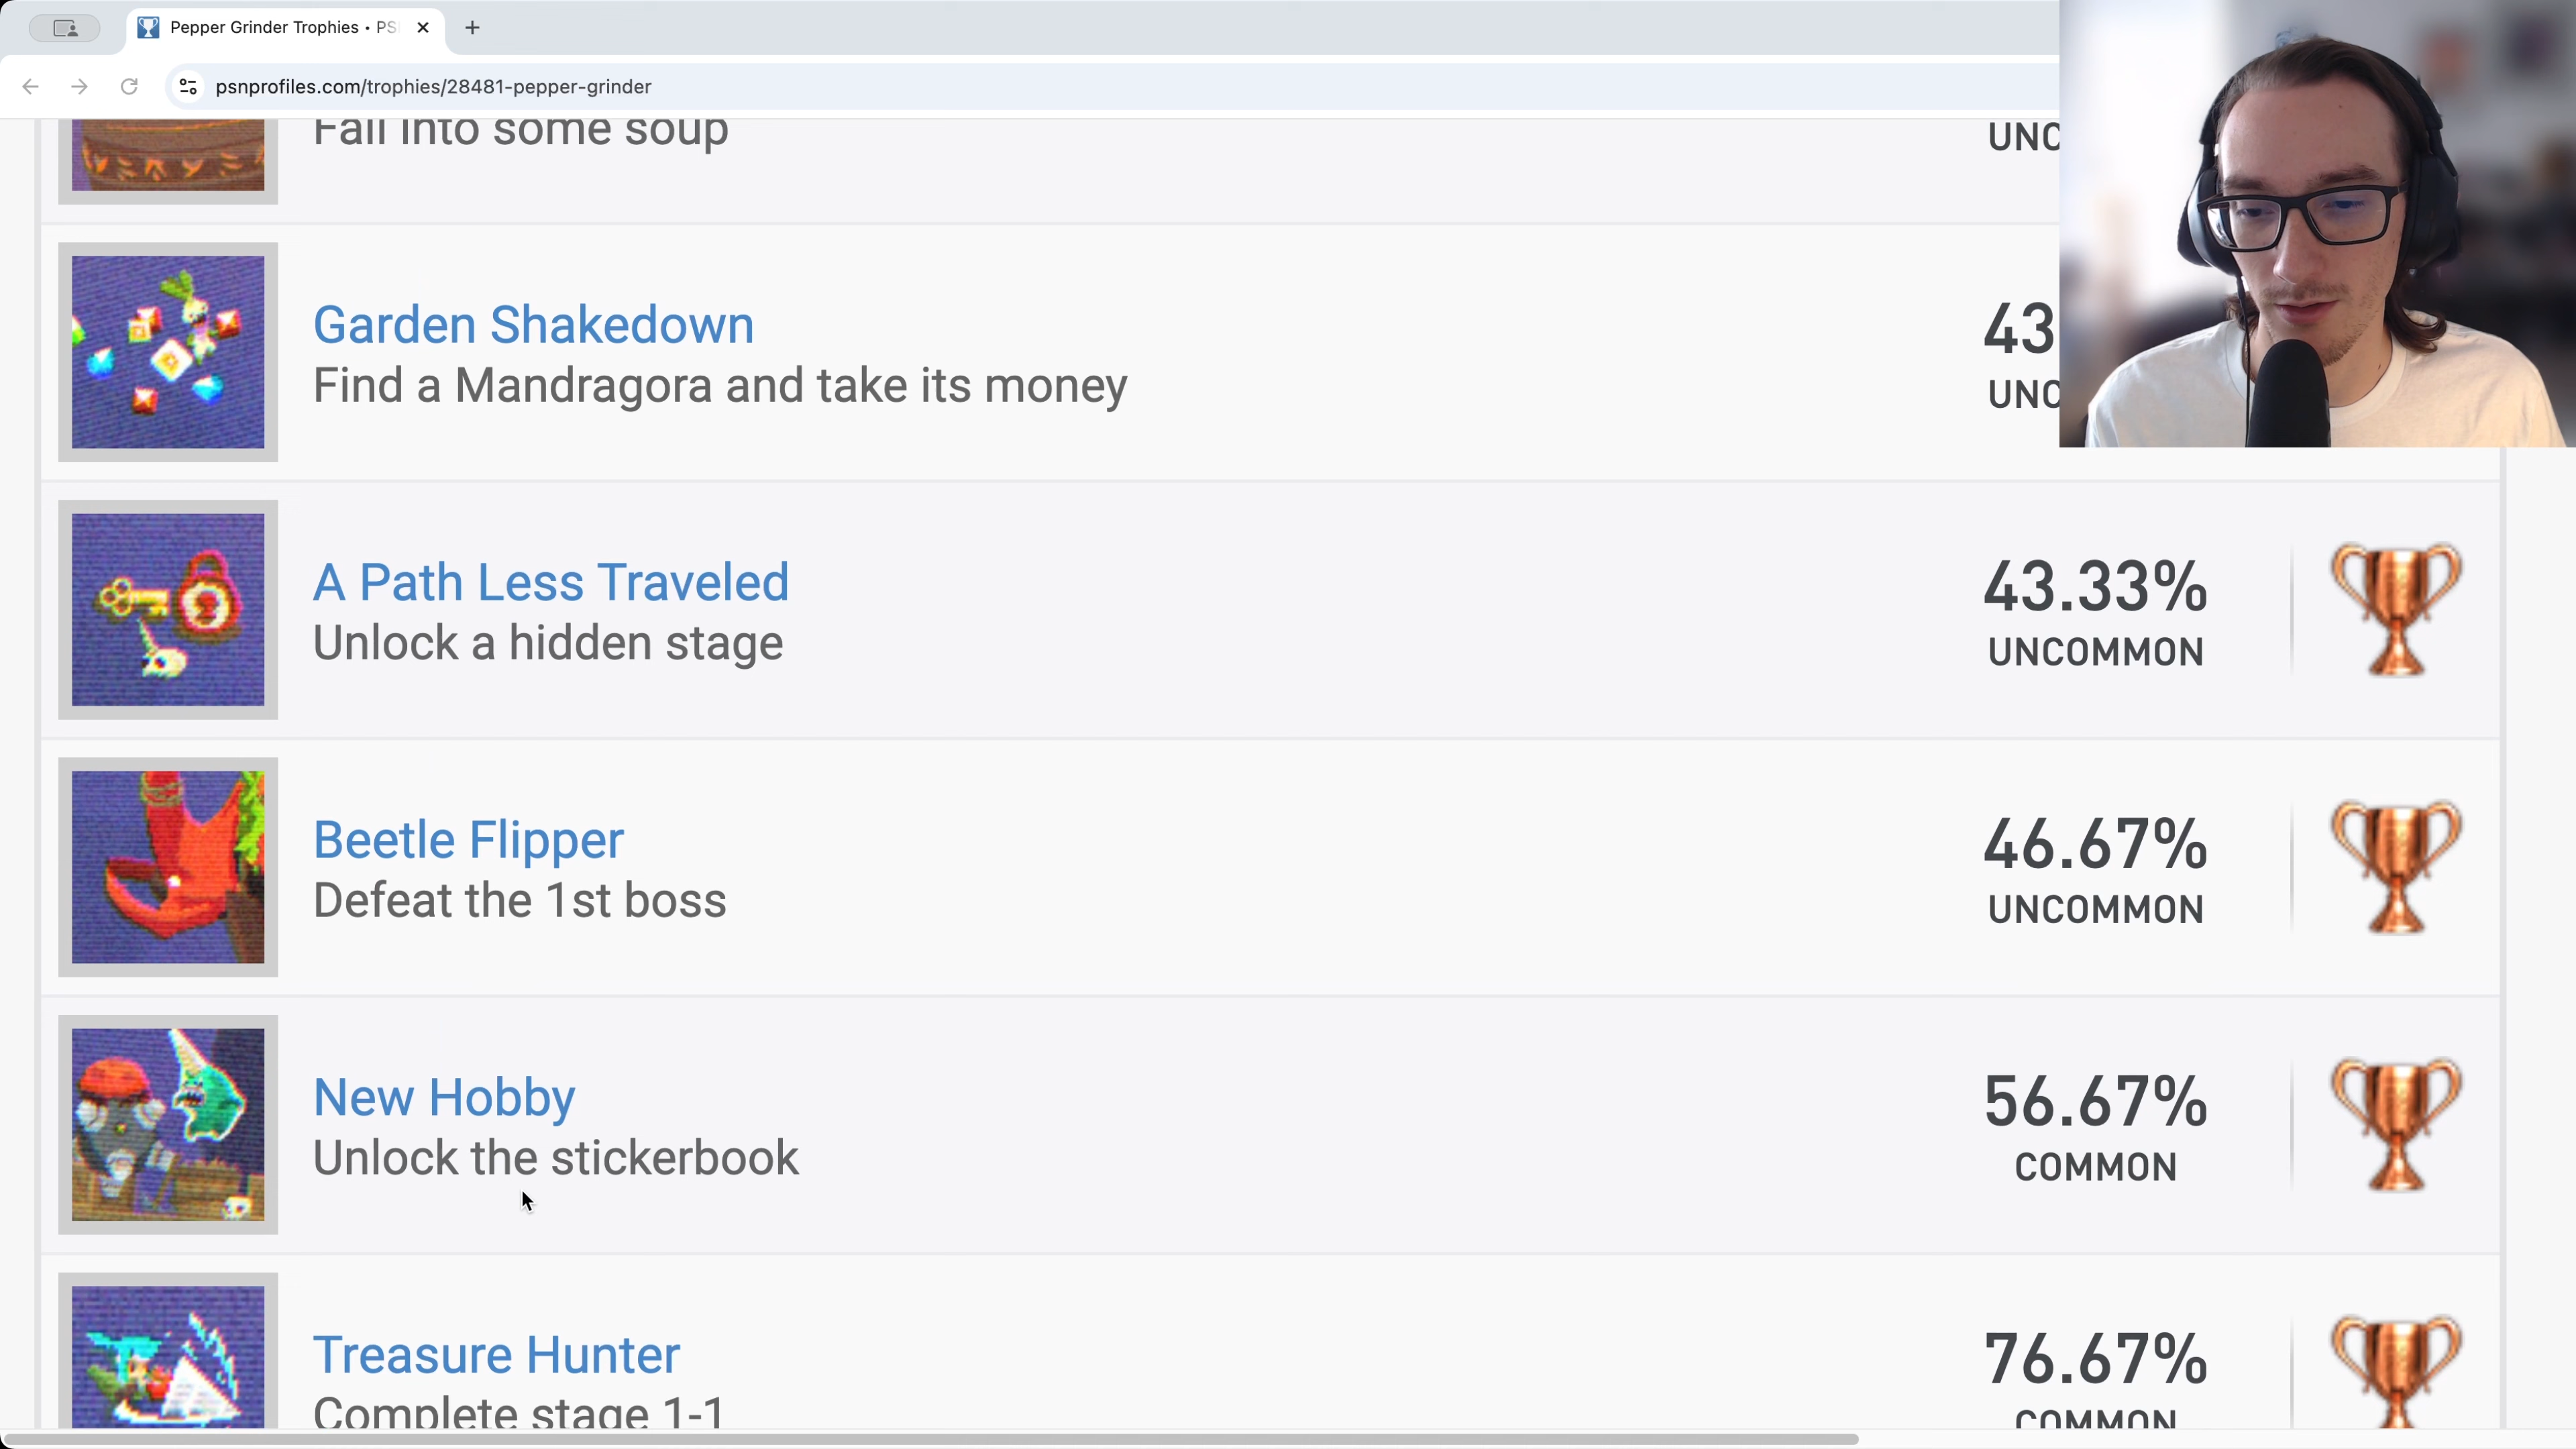 Pepper Grinder Trophies • PS
psnprofiles.com/trophies/28481-pepper-grinder
Fall into some soup
UNC
Garden Shakedown
Find a Mandragora and take its money
43
UNC
A Path Less Traveled
Unlock a hidden stage
43.33%
UNCOMMON
Beetle Flipper
Defeat the 1st boss
46.67%
UNCOMMON
New Hobby
Unlock the stickerbook
56.67%
COMMON
Treasure Hunter
Complete stage 1-1
76.67%
COMMON